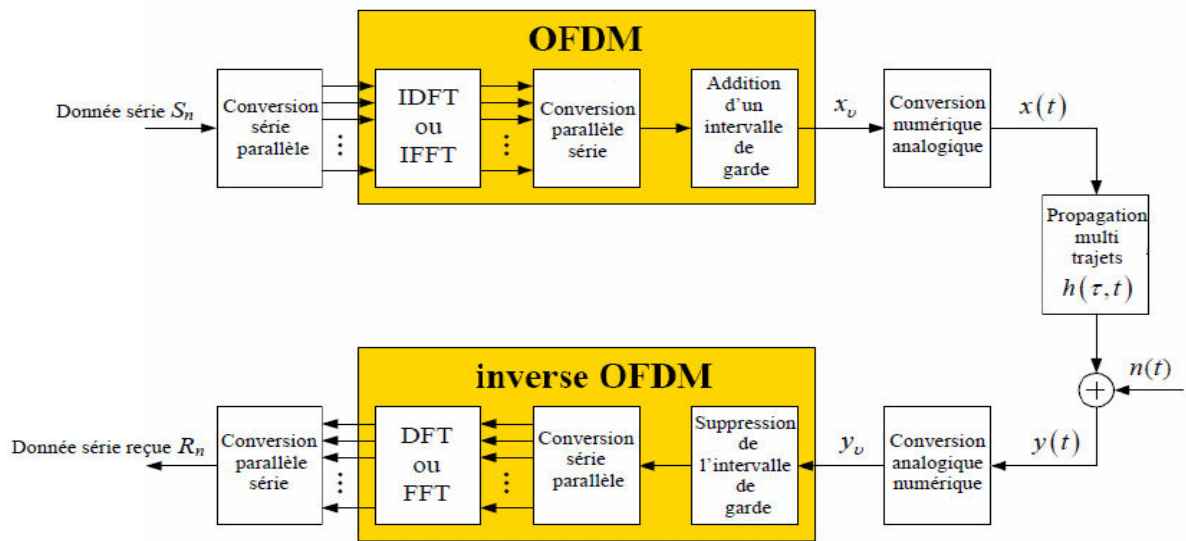 OFDM
Donnée série Sₙ
Conversion
série
parallèle
IDFT
ou
IFFT
Conversion
parallèle
série
Addition
d'un
intervalle
de
garde
x_υ
Conversion
numérique
analogique
x(t)
Propagation
multi
trajets
h(τ,t)
n(t)
+
inverse OFDM
Donnée série reçue Rₙ
Conversion
parallèle
série
DFT
ou
FFT
Conversion
série
parallèle
Suppression
de
l'intervalle
de
garde
y_υ
Conversion
analogique
numérique
y(t)